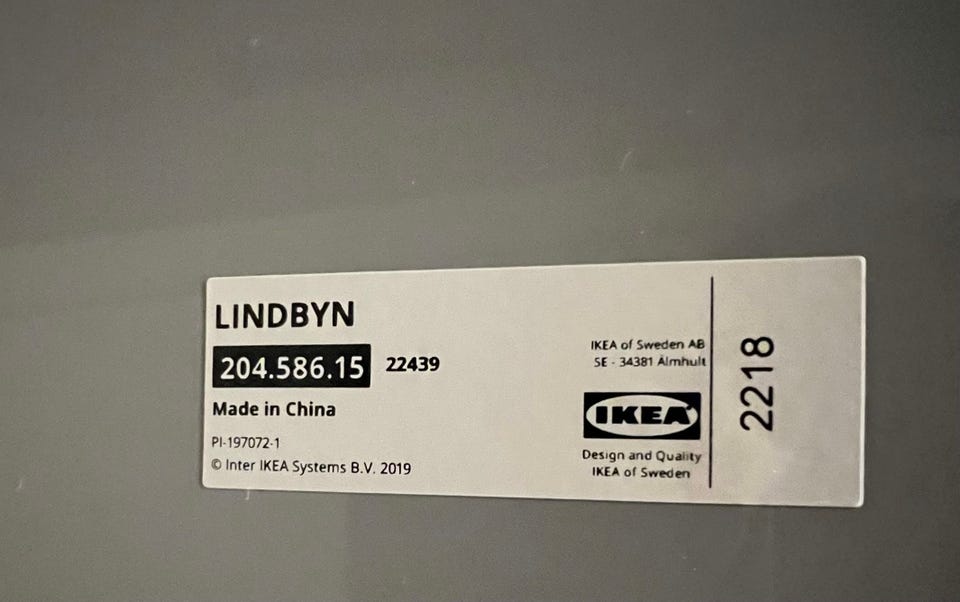 LINDBYN
204.586.15 22439
Made in China
PI-197072-1
© Inter IKEA Systems B.V. 2019
IKEA of Sweden AB
SE - 34381 Älmhult
IKEA
Design and Quality
IKEA of Sweden
2218